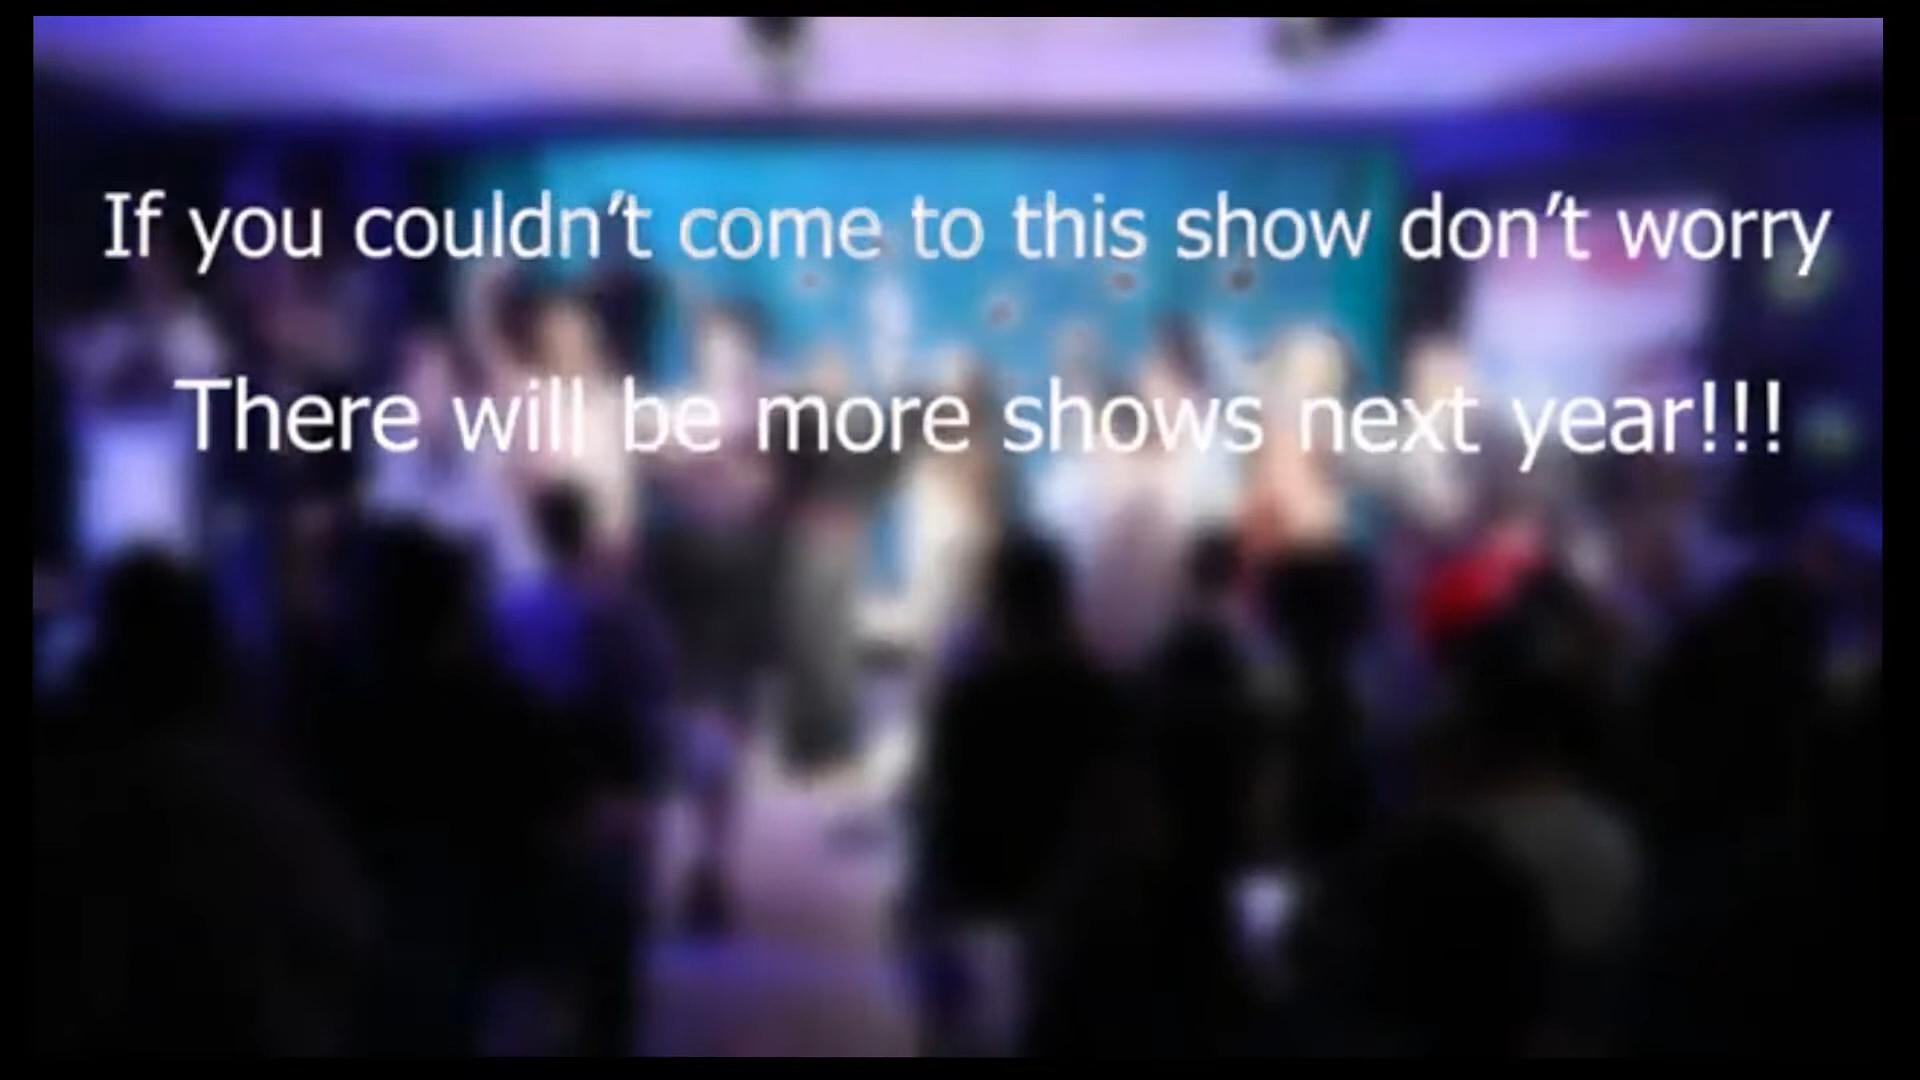 If you couldn’t come to this show don’t worry
There will be more shows next year!!!